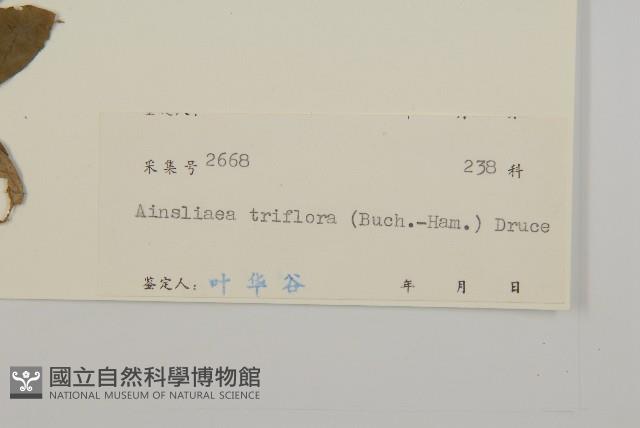 采集号 2668 238 科
Ainsliaea triflora (Buch.-Ham.) Druce
鉴定人: 叶华谷 年 月 日
國立自然科學博物館
NATIONAL MUSEUM OF NATURAL SCIENCE